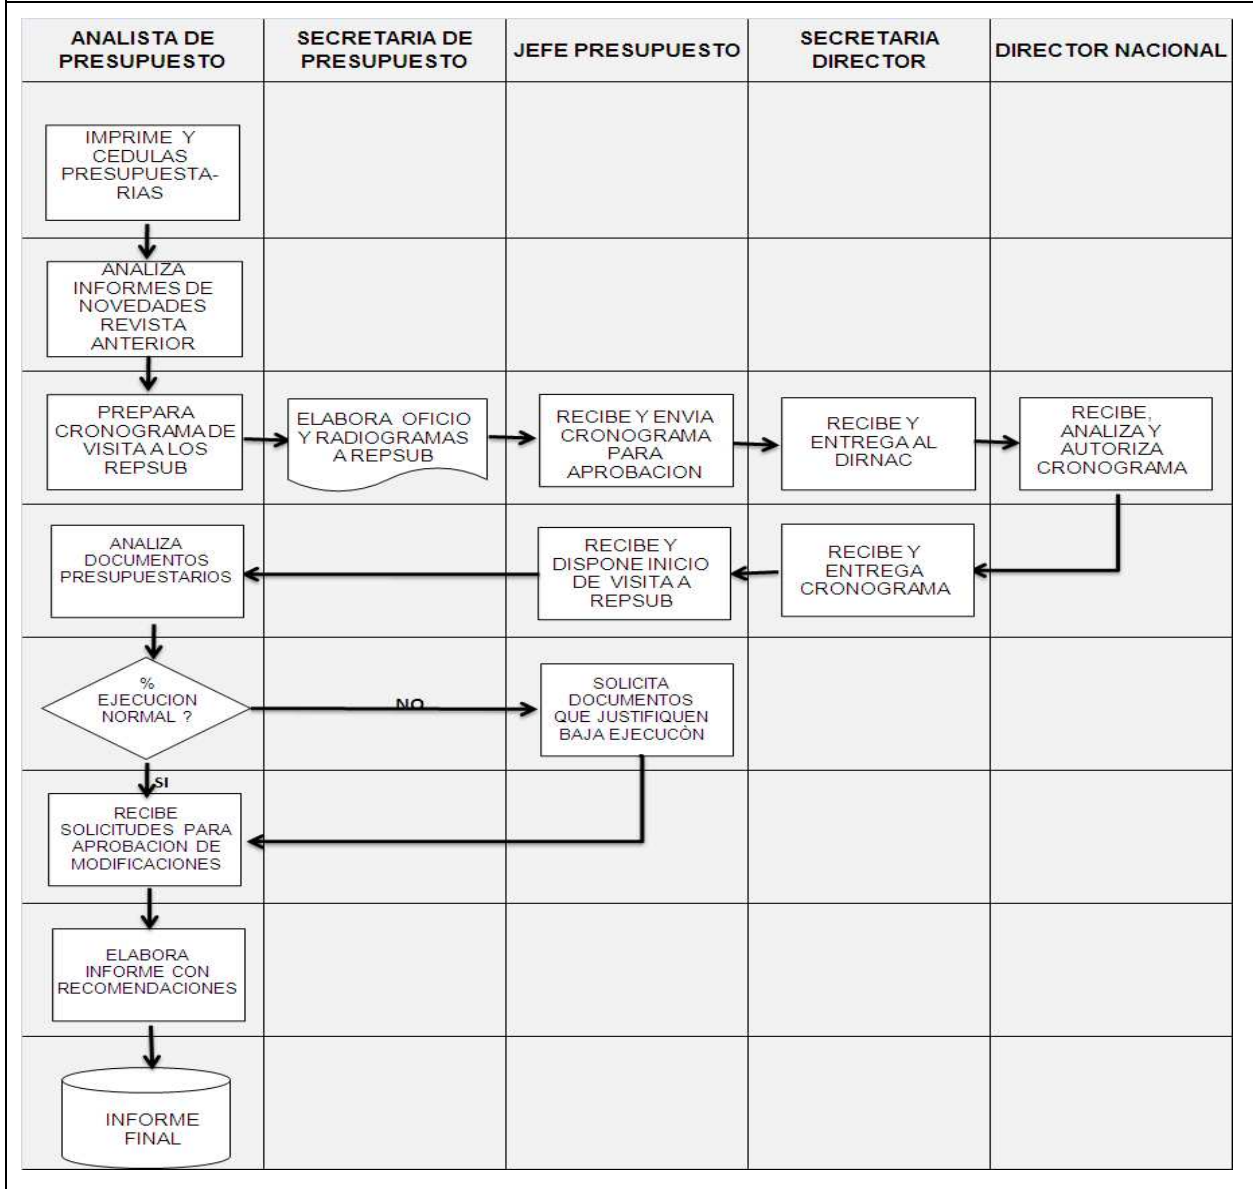 ANALISTA DE
PRESUPUESTO
SECRETARIA DE
PRESUPUESTO
JEFE PRESUPUESTO
SECRETARIA
DIRECTOR
DIRECTOR NACIONAL
IMPRIME Y
CEDULAS
PRESUPUESTA-
RIAS
ANALIZA
INFORMES DE
NOVEDADES
REVISTA
ANTERIOR
PREPARA
CRONOGRAMA DE
VISITA A LOS
REPSUB
ELABORA OFICIO
Y RADIOGRAMAS
A REPSUB
RECIBE Y ENVIA
CRONOGRAMA
PARA
APROBACION
RECIBE Y
ENTREGA AL
DIRNAC
RECIBE,
ANALIZA Y
AUTORIZA
CRONOGRAMA
ANALIZA
DOCUMENTOS
PRESUPUESTARIOS
RECIBE Y
DISPONE INICIO
DE VISITA A
REPSUB
RECIBE Y
ENTREGA
CRONOGRAMA
%
EJECUCION
NORMAL ?
NO
SOLICITA
DOCUMENTOS
QUE JUSTIFIQUEN
BAJA EJECUCÒN
SI
RECIBE
SOLICITUDES PARA
APROBACION DE
MODIFICACIONES
ELABORA
INFORME CON
RECOMENDACIONES
INFORME
FINAL